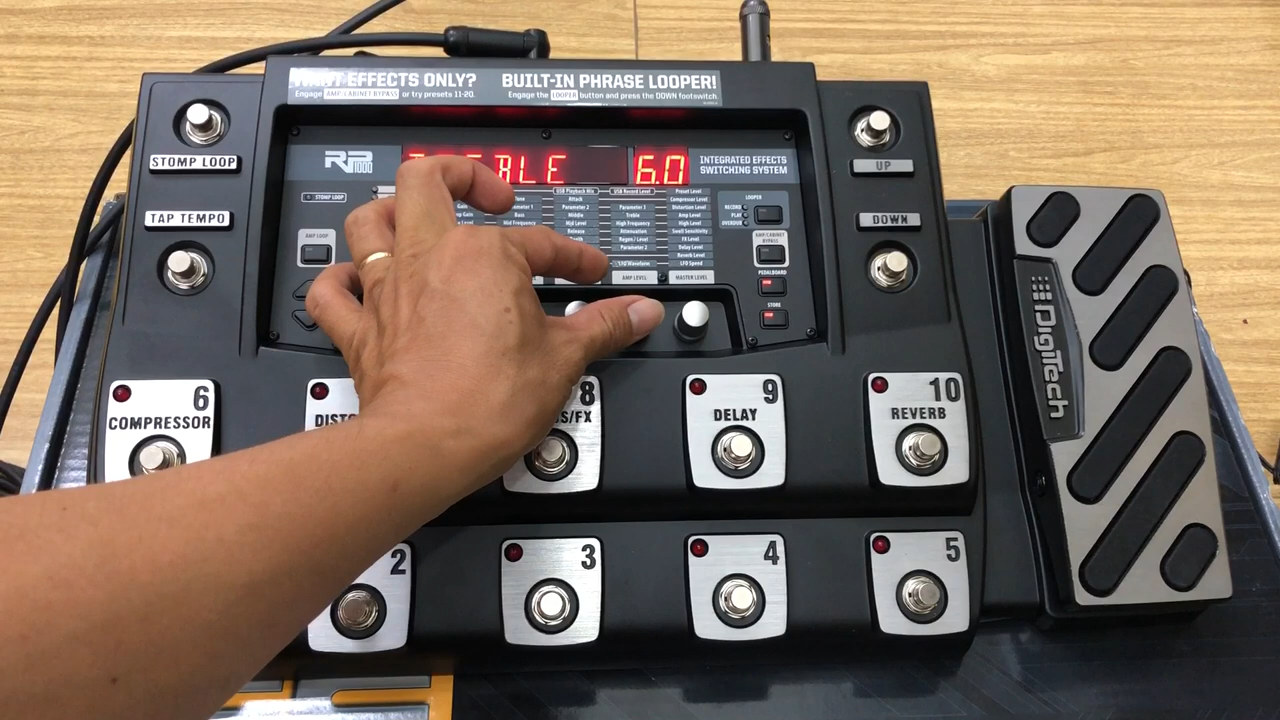 EFFECTS ONLY? BUILT-IN PHRASE LOOPER!
Engage AMP/CABINET BYPASS or try presets 11-20. Engage the LOOPER button and press the DOWN footswitch.
STOMP LOOP
UP
RP1000
BLE 6.0
INTEGRATED EFFECTS
SWITCHING SYSTEM
STOMP LOOP
USB Playback Mix USB Record Level Preset Level
Attack Compressor Level
Parameter 2 Distortion Level
Middle Treble Amp Level
Mid Level High Frequency High Level
Release Attenuation Swell Sensitivity
Regen / Level FX Level
Parameter 2 Delay Level
Reverb Level
LFO Waveform LFO Speed
LOOPER
RECORD
PLAY
OVERDUB
TAP TEMPO
DOWN
AMP LOOP
AMP/CABINET
BYPASS
AMP LEVEL MASTER LEVEL
PEDALBOARD
STORE
DigiTech
6
COMPRESSOR
8
/FX
9
DELAY
10
REVERB
2
3
4
5